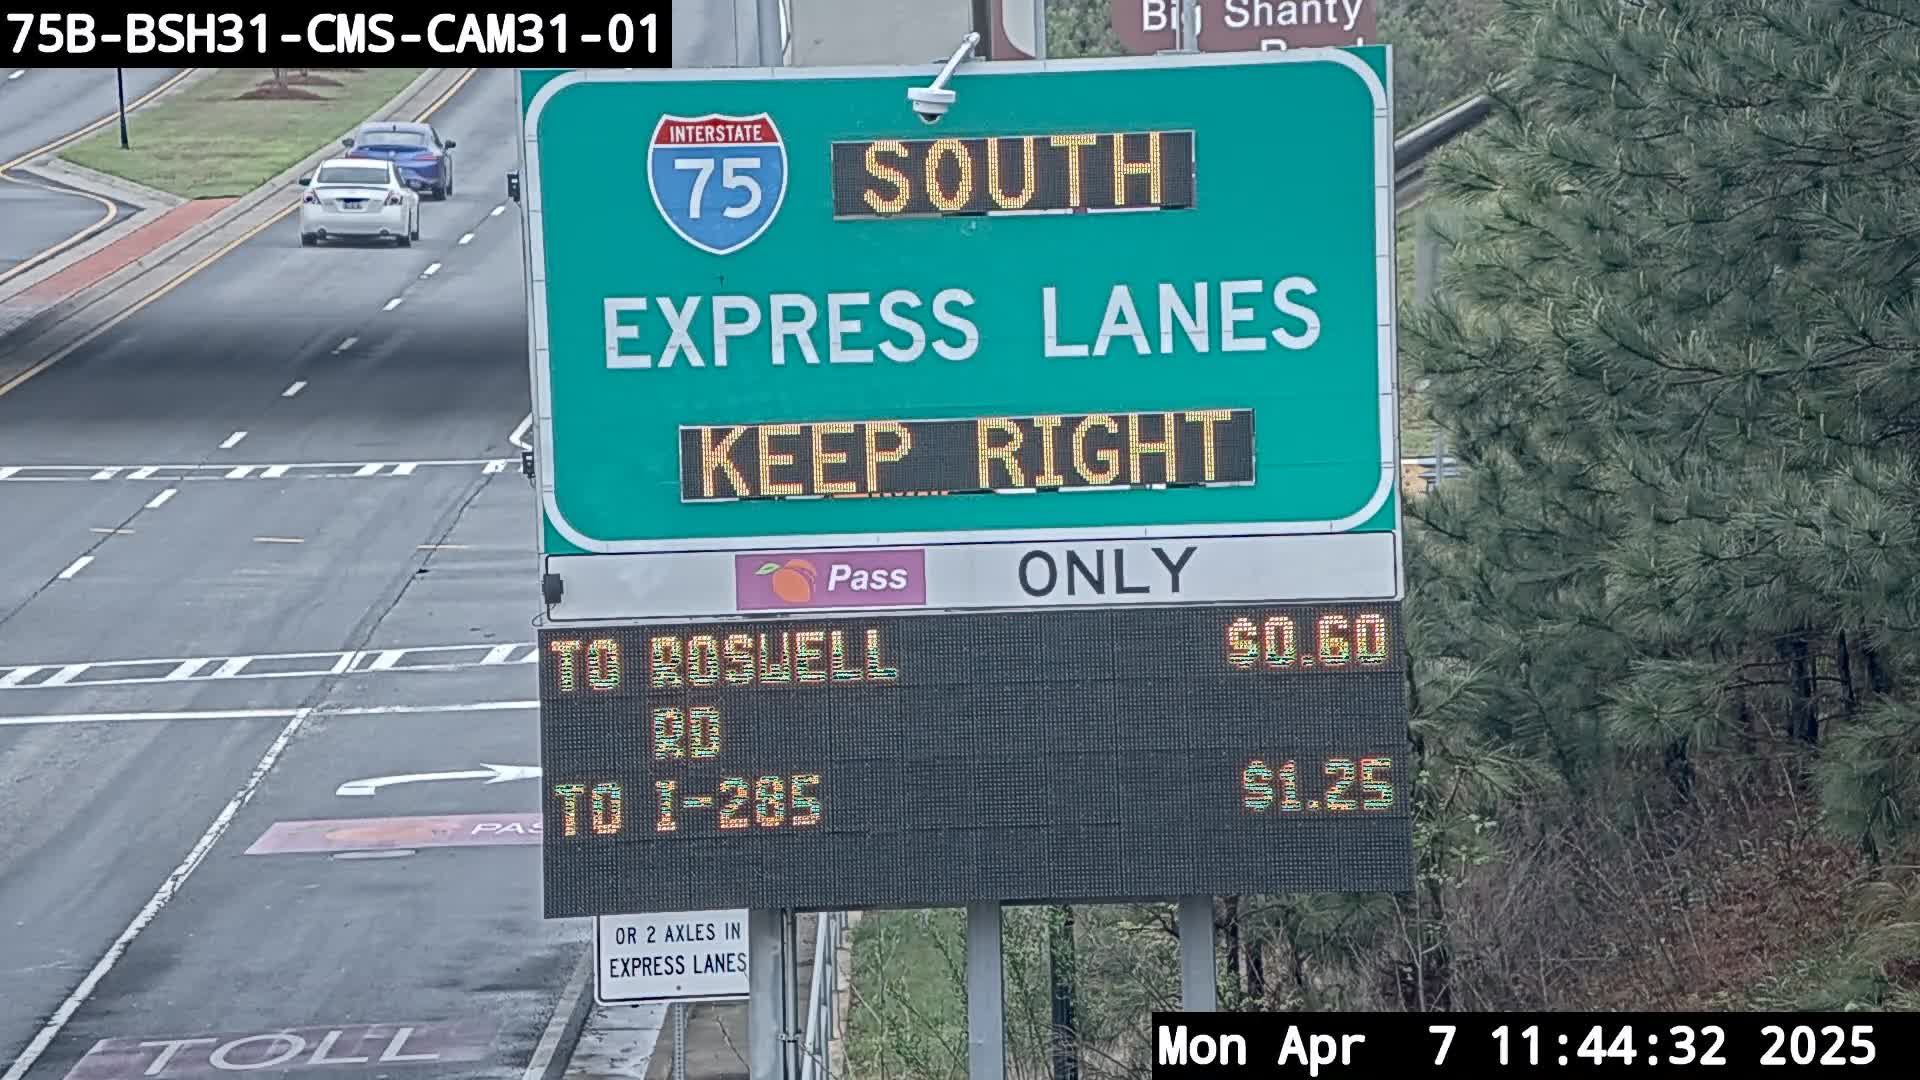 75B-BSH31-CMS-CAM31-01
Big Shanty
INTERSTATE
75
SOUTH
EXPRESS LANES
KEEP RIGHT
Pass
ONLY
TO ROSWELL $0.60
RD
TO I-285 $1.25
OR 2 AXLES IN
EXPRESS LANES
TOLL
Mon Apr 7 11:44:32 2025